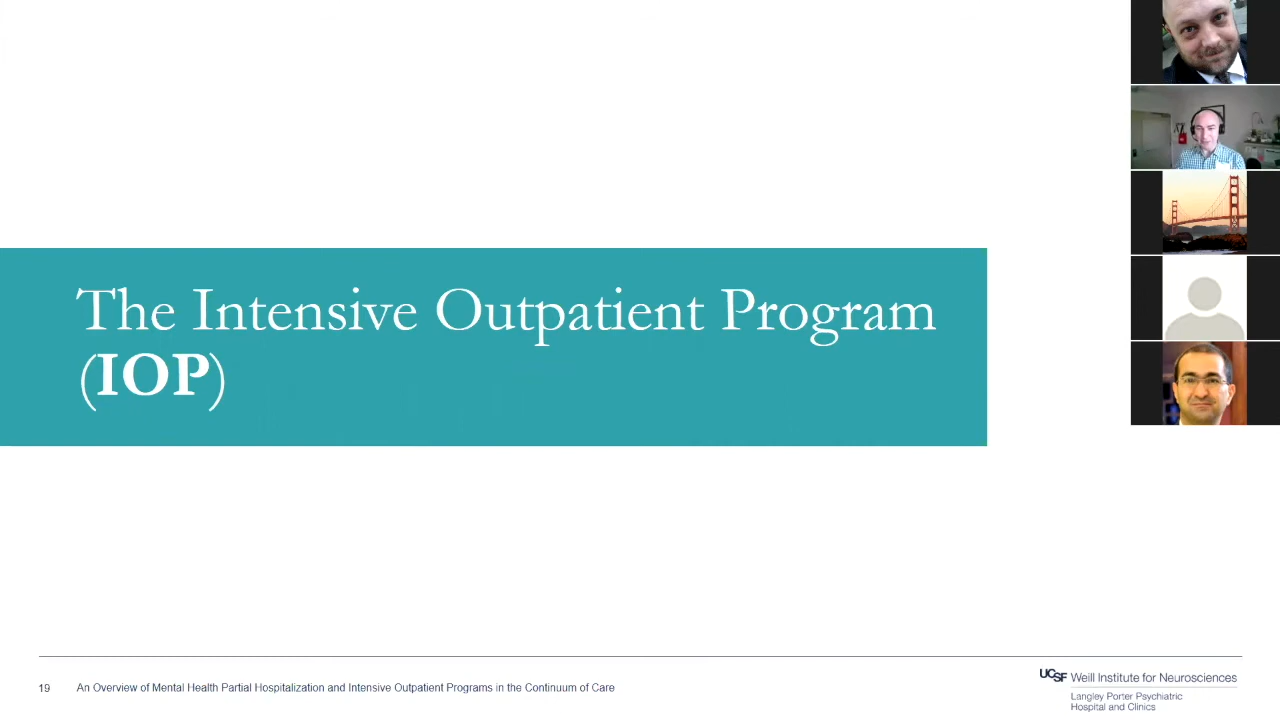 The Intensive Outpatient Program
(IOP)
19 An Overview of Mental Health Partial Hospitalization and Intensive Outpatient Programs in the Continuum of Care
UCSF Weill Institute for Neurosciences
Langley Porter Psychiatric
Hospital and Clinics